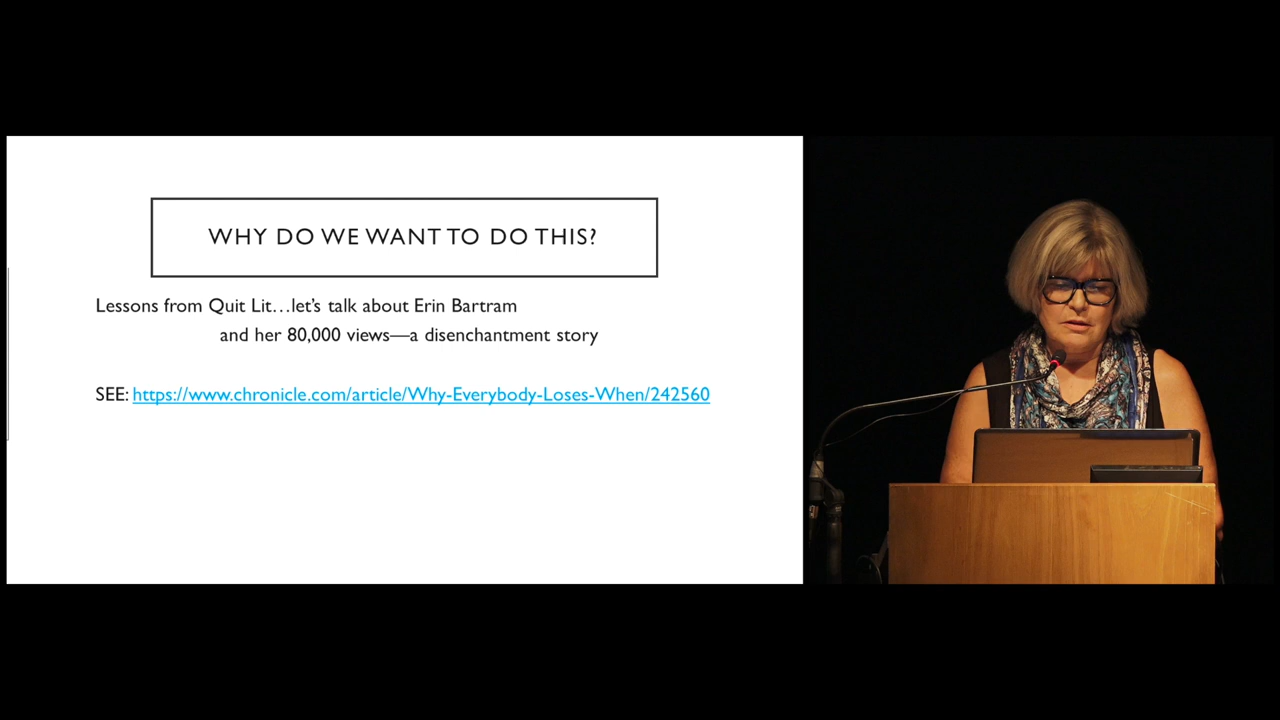 WHY DO WE WANT TO DO THIS?
Lessons from Quit Lit…let's talk about Erin Bartram
and her 80,000 views—a disenchantment story
SEE: https://www.chronicle.com/article/Why-Everybody-Loses-When/242560